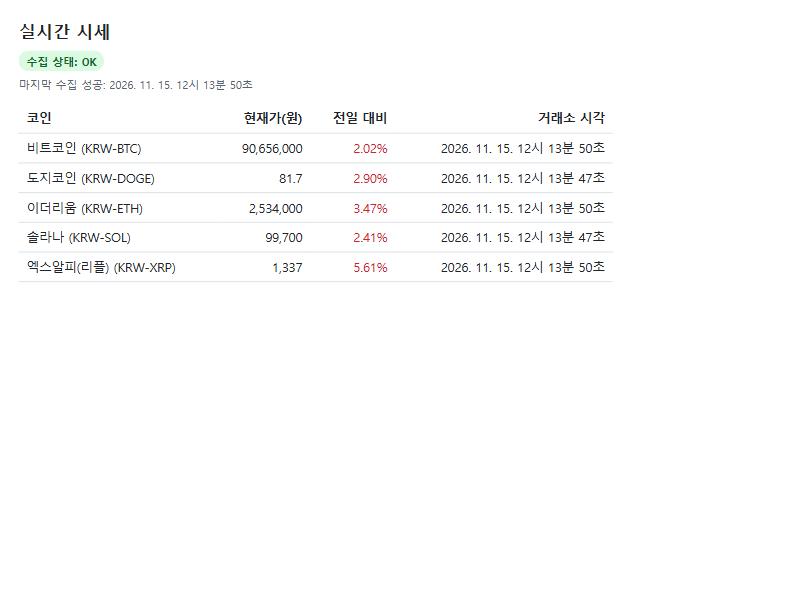 실시간 시세
수집 상태: OK
마지막 수집 성공: 2026. 11. 15. 12시 13분 50초
코인 현재가(원) 전일 대비 거래소 시각
비트코인 (KRW-BTC) 90,656,000 2.02% 2026. 11. 15. 12시 13분 50초
도지코인 (KRW-DOGE) 81.7 2.90% 2026. 11. 15. 12시 13분 47초
이더리움 (KRW-ETH) 2,534,000 3.47% 2026. 11. 15. 12시 13분 50초
솔라나 (KRW-SOL) 99,700 2.41% 2026. 11. 15. 12시 13분 47초
엑스알피(리플) (KRW-XRP) 1,337 5.61% 2026. 11. 15. 12시 13분 50초